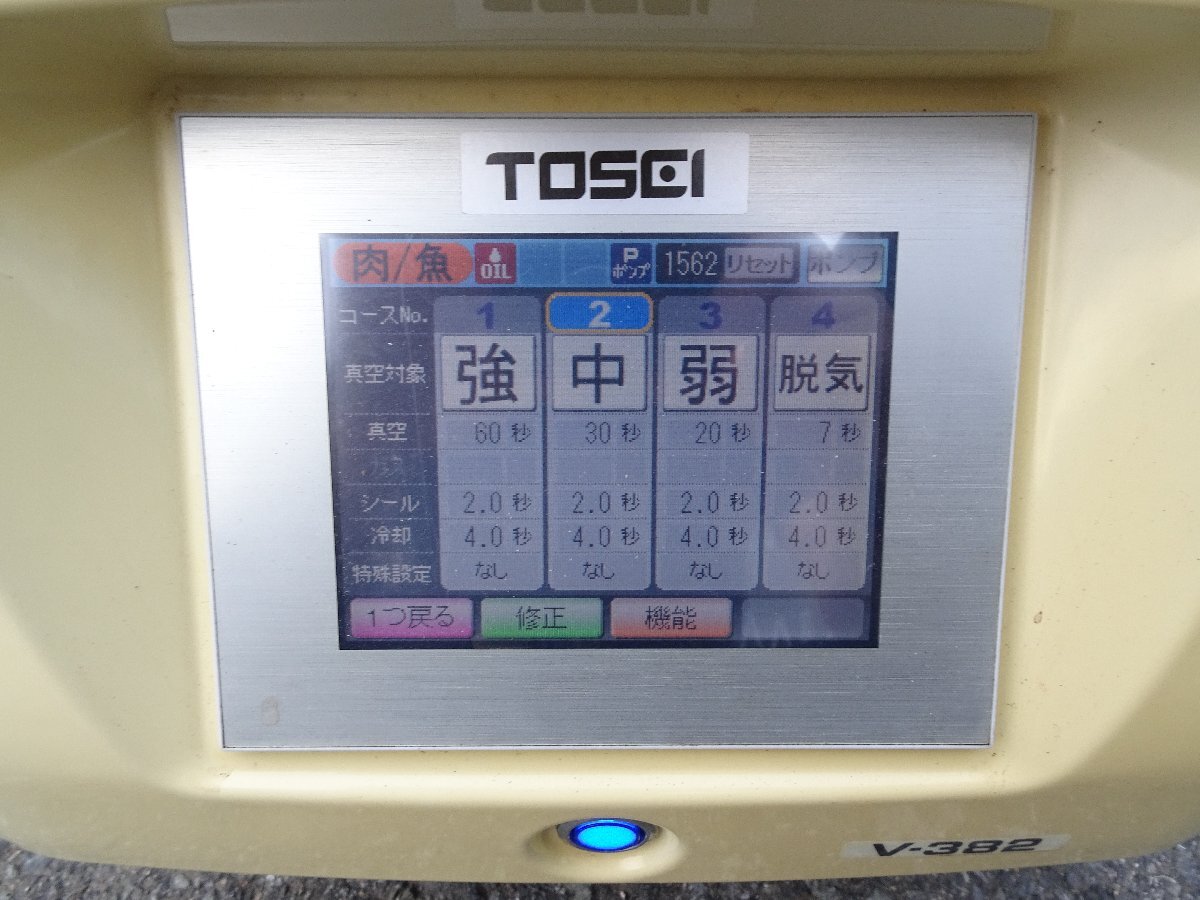 TOSEI
肉/魚 OIL P ポンプ 1562 リセット ポンプ
コースNo. 1 2 3 4
真空対象 強 中 弱 脱気
真空 60 秒 30 秒 20 秒 7 秒
シール 2.0 秒 2.0 秒 2.0 秒 2.0 秒
冷却 4.0 秒 4.0 秒 4.0 秒 4.0 秒
特殊設定 なし なし なし なし
1つ戻る 修正 機能
V-382